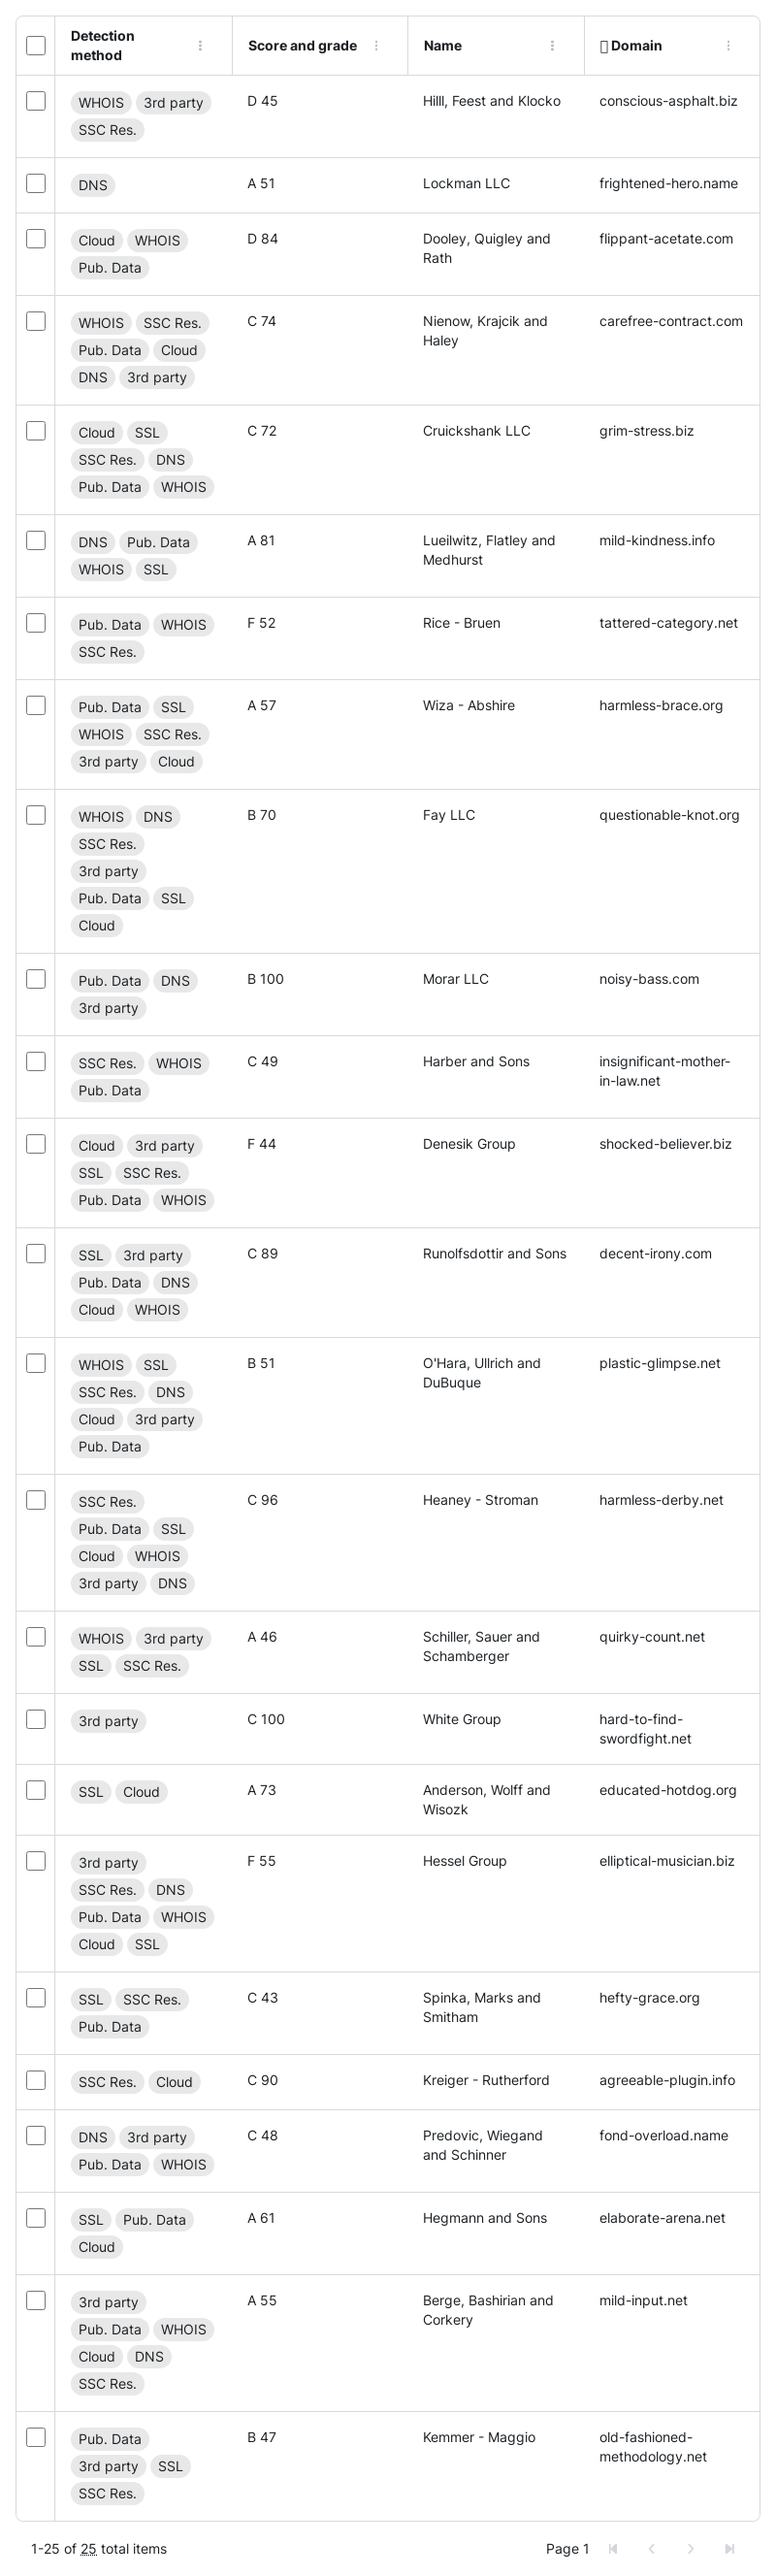 Detection method
Score and grade
Name
Domain
WHOIS 3rd party
SSC Res.
D 45
Hilll, Feest and Klocko
conscious-asphalt.biz
DNS
A 51
Lockman LLC
frightened-hero.name
Cloud WHOIS
Pub. Data
D 84
Dooley, Quigley and
Rath
flippant-acetate.com
WHOIS SSC Res.
Pub. Data Cloud
DNS 3rd party
C 74
Nienow, Krajcik and
Haley
carefree-contract.com
Cloud SSL
SSC Res. DNS
Pub. Data WHOIS
C 72
Cruickshank LLC
grim-stress.biz
DNS Pub. Data
WHOIS SSL
A 81
Lueilwitz, Flatley and
Medhurst
mild-kindness.info
Pub. Data WHOIS
SSC Res.
F 52
Rice - Bruen
tattered-category.net
Pub. Data SSL
WHOIS SSC Res.
3rd party Cloud
A 57
Wiza - Abshire
harmless-brace.org
WHOIS DNS
SSC Res.
3rd party
Pub. Data SSL
Cloud
B 70
Fay LLC
questionable-knot.org
Pub. Data DNS
3rd party
B 100
Morar LLC
noisy-bass.com
SSC Res. WHOIS
Pub. Data
C 49
Harber and Sons
insignificant-mother-
in-law.net
Cloud 3rd party
SSL SSC Res.
Pub. Data WHOIS
F 44
Denesik Group
shocked-believer.biz
SSL 3rd party
Pub. Data DNS
Cloud WHOIS
C 89
Runolfsdottir and Sons
decent-irony.com
WHOIS SSL
SSC Res. DNS
Cloud 3rd party
Pub. Data
B 51
O'Hara, Ullrich and
DuBuque
plastic-glimpse.net
SSC Res.
Pub. Data SSL
Cloud WHOIS
3rd party DNS
C 96
Heaney - Stroman
harmless-derby.net
WHOIS 3rd party
SSL SSC Res.
A 46
Schiller, Sauer and
Schamberger
quirky-count.net
3rd party
C 100
White Group
hard-to-find-
swordfight.net
SSL Cloud
A 73
Anderson, Wolff and
Wisozk
educated-hotdog.org
3rd party
SSC Res. DNS
Pub. Data WHOIS
Cloud SSL
F 55
Hessel Group
elliptical-musician.biz
SSL SSC Res.
Pub. Data
C 43
Spinka, Marks and
Smitham
hefty-grace.org
SSC Res. Cloud
C 90
Kreiger - Rutherford
agreeable-plugin.info
DNS 3rd party
Pub. Data WHOIS
C 48
Predovic, Wiegand
and Schinner
fond-overload.name
SSL Pub. Data
Cloud
A 61
Hegmann and Sons
elaborate-arena.net
3rd party
Pub. Data WHOIS
Cloud DNS
SSC Res.
A 55
Berge, Bashirian and
Corkery
mild-input.net
Pub. Data
3rd party SSL
SSC Res.
B 47
Kemmer - Maggio
old-fashioned-
methodology.net
1-25 of 25 total items
Page 1